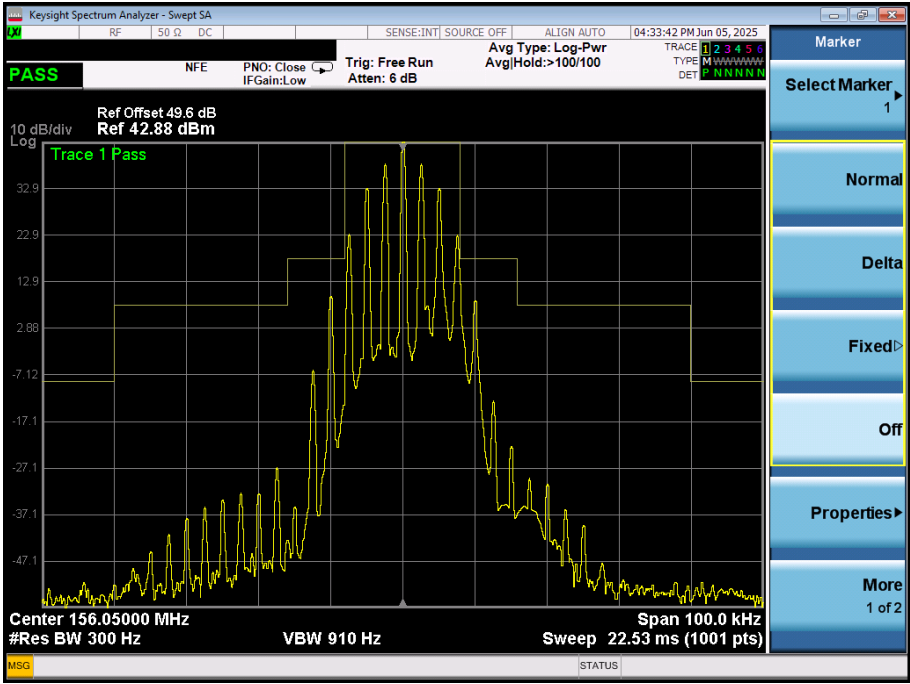 Keysight Spectrum Analyzer - Swept SA
LXI RF 50 Ω DC SENSE:INT SOURCE OFF ALIGN AUTO 04:33:42 PM Jun 05, 2025
Marker
Avg Type: Log-Pwr TRACE 1 2 3 4 5 6
PASS NFE PNO: Close Trig: Free Run Avg|Hold:>100/100 TYPE M WWWWW
IFGain:Low Atten: 6 dB DET P N N N N N
Select Marker
1
Ref Offset 49.6 dB
10 dB/div Ref 42.88 dBm
Log
Trace 1 Pass
32.9
22.9
12.9
2.88
-7.12
-17.1
-27.1
-37.1
-47.1
Normal
Delta
Fixed
Off
Properties
More
1 of 2
Center 156.05000 MHz Span 100.0 kHz
#Res BW 300 Hz VBW 910 Hz Sweep 22.53 ms (1001 pts)
MSG STATUS